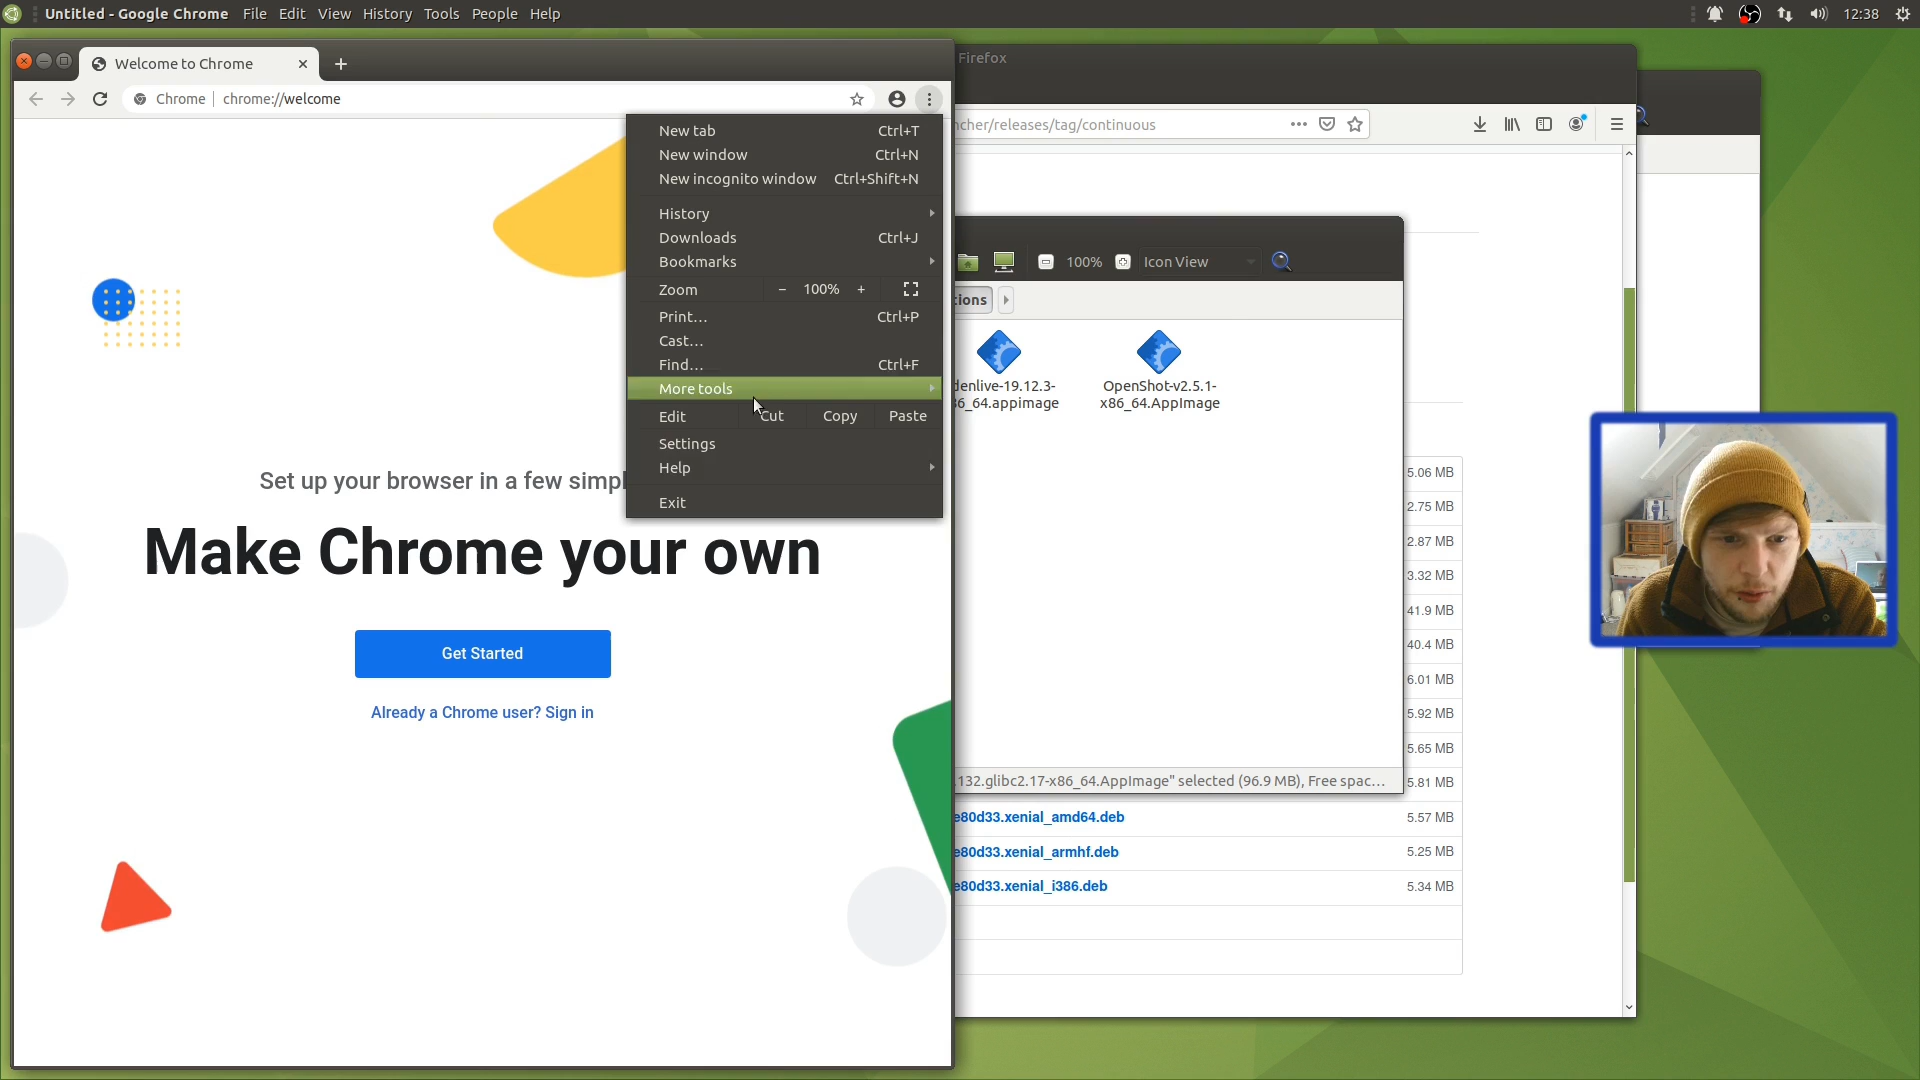 Untitled - Google Chrome File Edit View History Tools People Help
12:38
Welcome to Chrome
Chrome chrome://welcome
New tab Ctrl+T
New window Ctrl+N
New incognito window Ctrl+Shift+N
History
Downloads Ctrl+J
Bookmarks
Zoom − 100% +
Print... Ctrl+P
Cast...
Find... Ctrl+F
More tools
Edit Cut Copy Paste
Settings
Help
Exit
Set up your browser in a few simpl
Make Chrome your own
Get Started
Already a Chrome user? Sign in
Firefox
ncher/releases/tag/continuous
100% Icon View
tions
denlive-19.12.3-
86_64.appimage
OpenShot-v2.5.1-
x86_64.AppImage
.132.glibc2.17-x86_64.AppImage" selected (96.9 MB), Free spac...
5.06 MB
2.75 MB
2.87 MB
3.32 MB
41.9 MB
40.4 MB
6.01 MB
5.92 MB
5.65 MB
5.81 MB
e80d33.xenial_amd64.deb 5.57 MB
e80d33.xenial_armhf.deb 5.25 MB
e80d33.xenial_i386.deb 5.34 MB